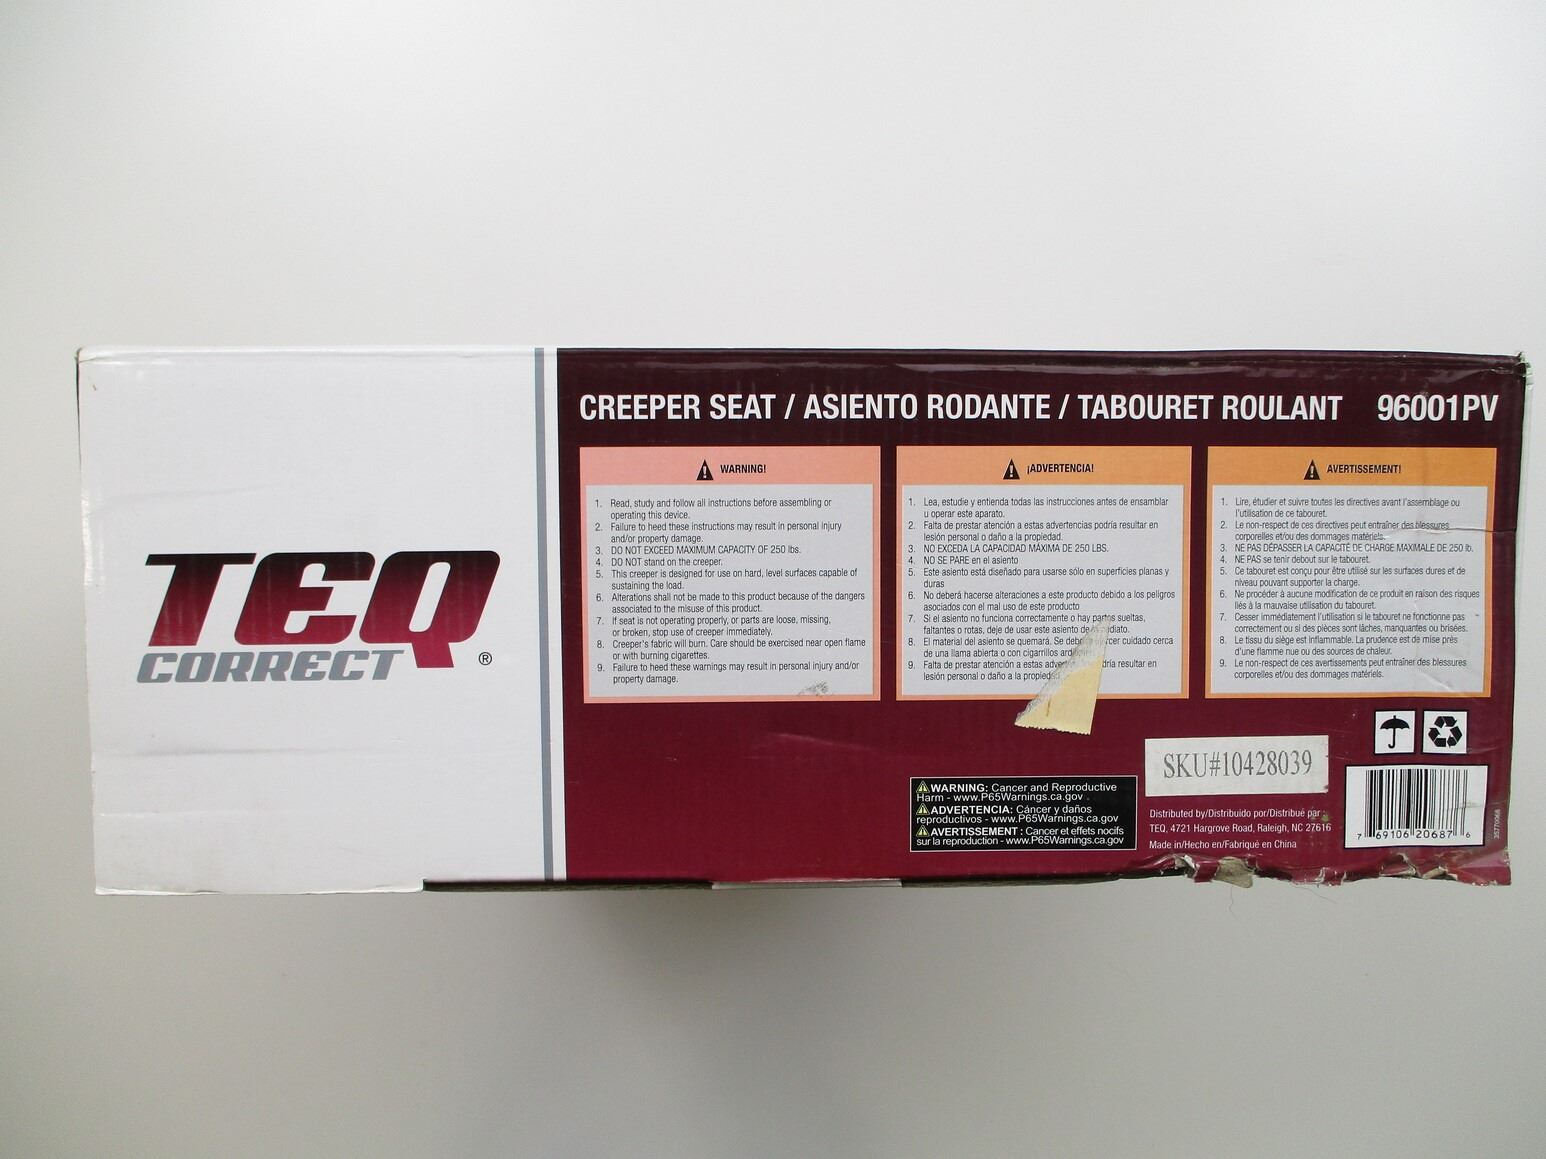 TEQ
CORRECT ®
CREEPER SEAT / ASIENTO RODANTE / TABOURET ROULANT 96001PV
WARNING!
1. Read, study and follow all instructions before assembling or
operating this device.
2. Failure to heed these instructions may result in personal injury
and/or property damage.
3. DO NOT EXCEED MAXIMUM CAPACITY OF 250 lbs.
4. DO NOT stand on the creeper.
5. This creeper is designed for use on hard, level surfaces capable of
sustaining the load.
6. Alterations shall not be made to this product because of the dangers
associated to the misuse of this product.
7. If seat is not operating properly, or parts are loose, missing,
or broken, stop use of creeper immediately.
8. Creeper's fabric will burn. Care should be exercised near open flame
or with burning cigarettes.
9. Failure to heed these warnings may result in personal injury and/or
property damage.
¡ADVERTENCIA!
1. Lea, estudie y entienda todas las instrucciones antes de ensamblar
u operar este aparato.
2. Falta de prestar atención a estas advertencias podría resultar en
lesión personal o daño a la propiedad.
3. NO EXCEDA LA CAPACIDAD MÁXIMA DE 250 LBS.
4. NO SE PARE en el asiento
5. Este asiento está diseñado para usarse sólo en superficies planas y
duras
6. No deberá hacerse alteraciones a este producto debido a los peligros
asociados con el mal uso de este producto
7. Si el asiento no funciona correctamente o hay partes sueltas,
faltantes o rotas, deje de usar este asiento de
8. El material del asiento se quemará. Se cuidado cerca
de una llama abierta o con cigarrillos
9. Falta de prestar atención a estas resultar en
lesión personal o daño a la
AVERTISSEMENT!
1. Lire, étudier et suivre toutes les directives avant l'assemblage ou
l'utilisation de ce tabouret.
2. Le non-respect de ces directives peut entraîner des blessures
corporelles et/ou des dommages matériels.
3. NE PAS DÉPASSER LA CAPACITÉ DE CHARGE MAXIMALE DE 250 lb.
4. NE PAS se tenir debout sur le tabouret.
5. Ce tabouret est conçu pour être utilisé sur les surfaces dures et de
niveau pouvant supporter la charge.
6. Ne procéder à aucune modification de ce produit en raison des risques
liés à la mauvaise utilisation du tabouret.
7. Cesser immédiatement l'utilisation si le tabouret ne fonctionne pas
correctement ou si des pièces sont lâches, manquantes ou brisées.
8. Le tissu du siège est inflammable. La prudence est de mise près
d'une flamme nue ou des sources de chaleur.
9. Le non-respect de ces avertissements peut entraîner des blessures
corporelles et/ou des dommages matériels.
WARNING: Cancer and Reproductive
Harm - www.P65Warnings.ca.gov .
ADVERTENCIA: Cáncer y daños
reproductivos - www.P65Warnings.ca.gov
AVERTISSEMENT : Cancer et effets nocifs
sur la reproduction - www.P65Warnings.ca.gov
SKU#10428039
Distributed by/Distribuido por/Distribué par :
TEQ, 4721 Hargrove Road, Raleigh, NC 27616
Made in/Hecho en/Fabriqué en China
7 69106 20687 6